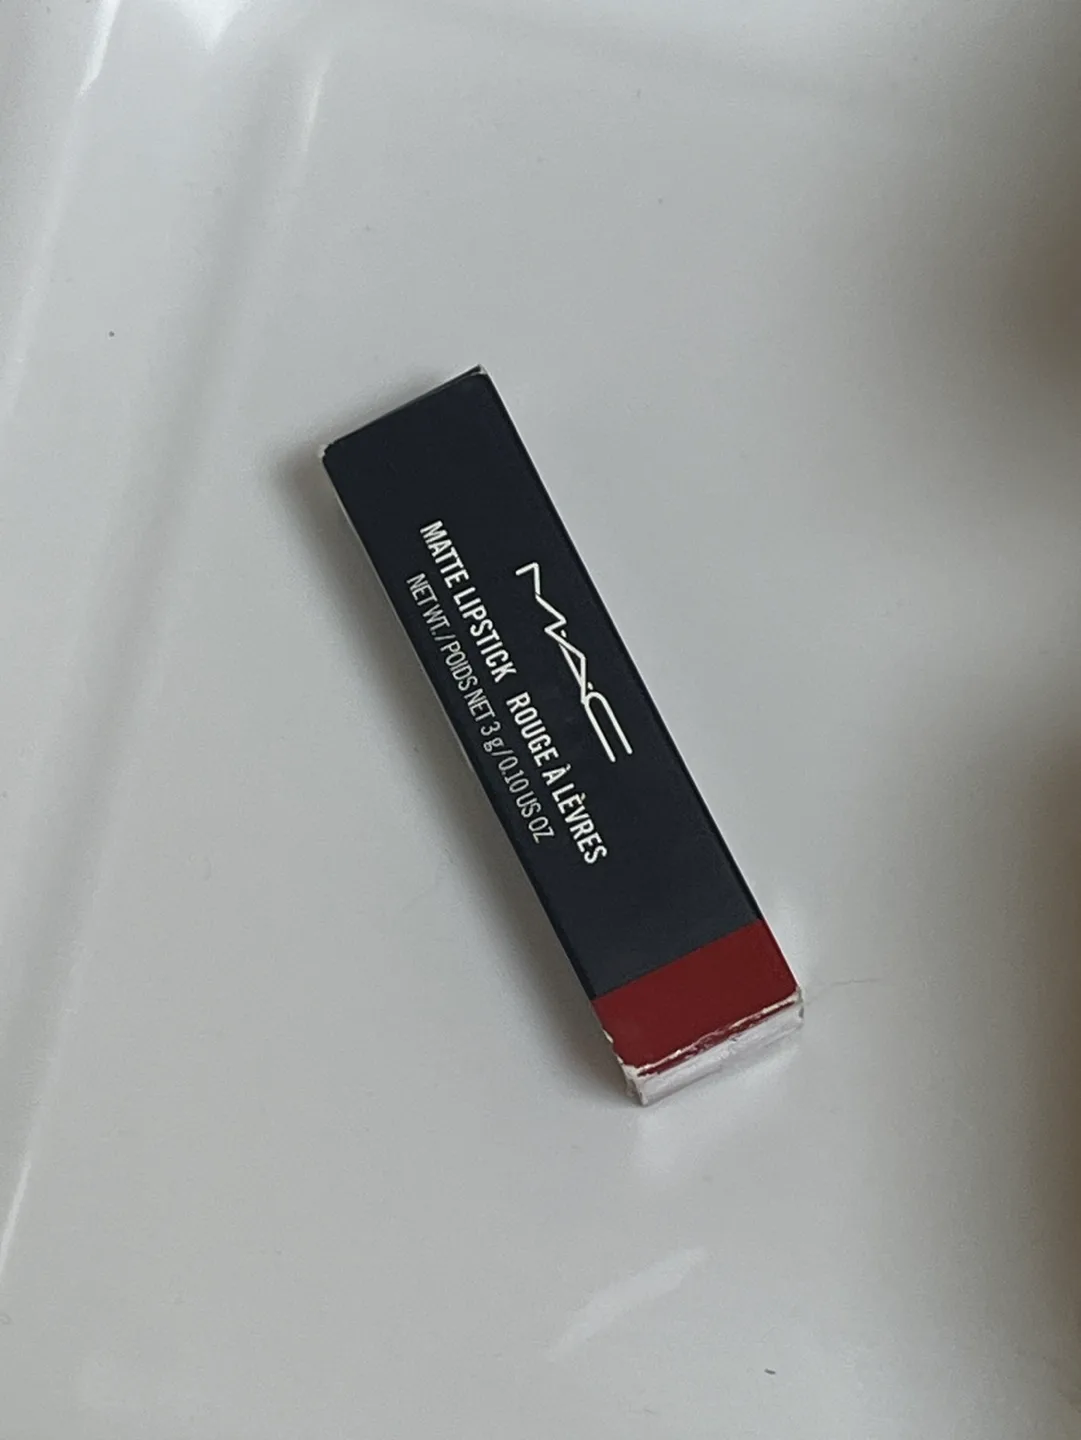 MAC
MATTE LIPSTICK ROUGE À LÈVRES
NET WT./POIDS NET 3 g/0.10 US OZ